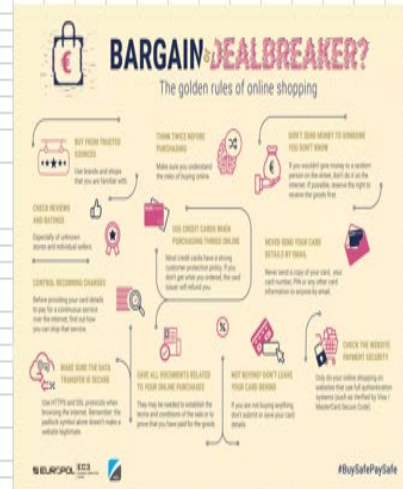 BARGAIN or DEALBREAKER?
The golden rules of online shopping
BUY FROM TRUSTED
SOURCES
Use brands and shops
that you are familiar with.
THINK TWICE BEFORE
PURCHASING
Make sure you understand
the risks of buying online.
DON'T SEND MONEY TO SOMEONE
YOU DON'T KNOW
If you wouldn't give money to a random
person on the street, don't do it on the
internet. If possible, reserve the right to
receive the goods first.
CHECK REVIEWS
AND RATINGS
Especially of unknown
stores and individual sellers.
USE CREDIT CARDS WHEN
PURCHASING THINGS ONLINE
Most credit cards have a strong
customer protection policy. If you
don't get what you ordered, the card
issuer will refund you.
NEVER SEND YOUR CARD
DETAILS BY EMAIL
Never send a copy of your card, your
card number, PIN or any other card
information to anyone by email.
CONTROL RECURRING CHARGES
Before providing your card details
to pay for a continuous service
over the internet, find out how
you can stop that service.
MAKE SURE THE DATA
TRANSFER IS SECURE
Use HTTPS and SSL protocols when
browsing the internet. Remember: the
padlock symbol alone doesn't make a
website legitimate.
SAVE ALL DOCUMENTS RELATED
TO YOUR ONLINE PURCHASES
They may be needed to establish the
terms and conditions of the sale or to
prove that you have paid for the goods
NOT BUYING? DON'T LEAVE
YOUR CARD BEHIND
If you are not buying anything,
don't submit or save your card
details
CHECK THE WEBSITE
PAYMENT SECURITY
Only do your online shopping on
websites that use full authentication
systems (such as Verified by Visa /
MasterCard Secure Code).
EUROPOL EC3
#BuySafePaySafe